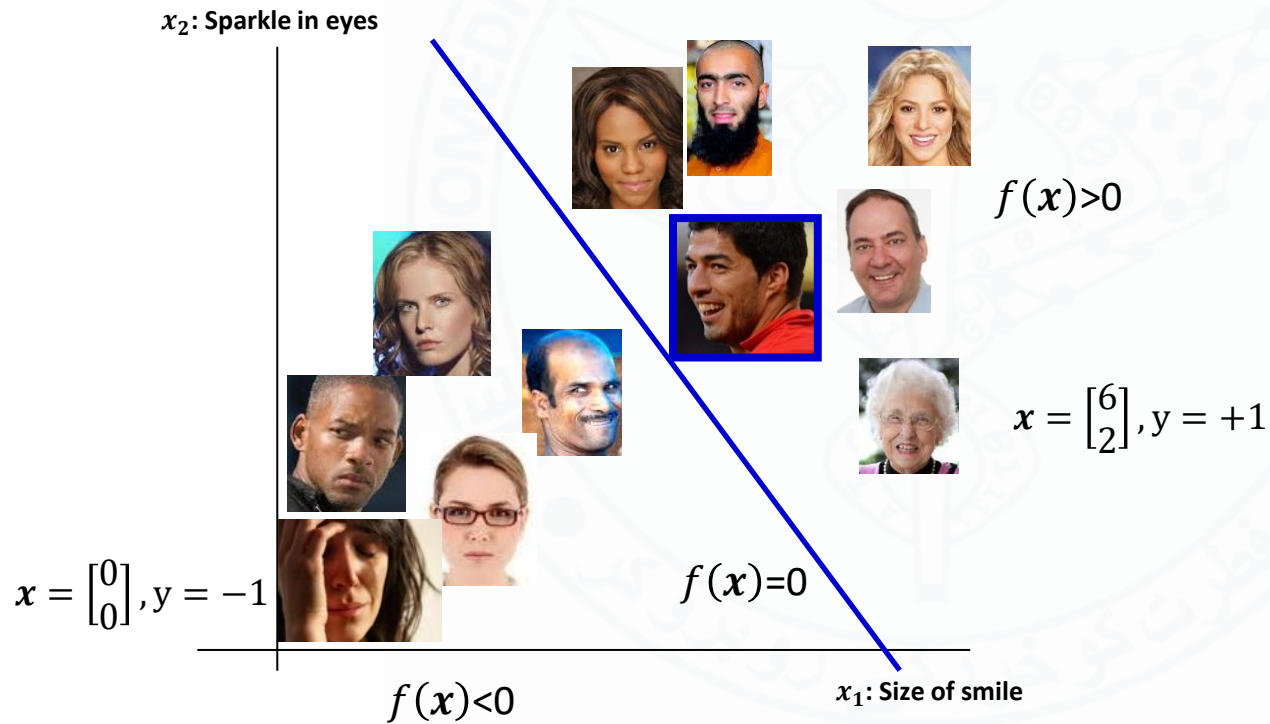 x₂: Sparkle in eyes
f(x)>0
x = [6 2], y = +1
f(x)=0
x = [0 0], y = −1
f(x)<0
x₁: Size of smile